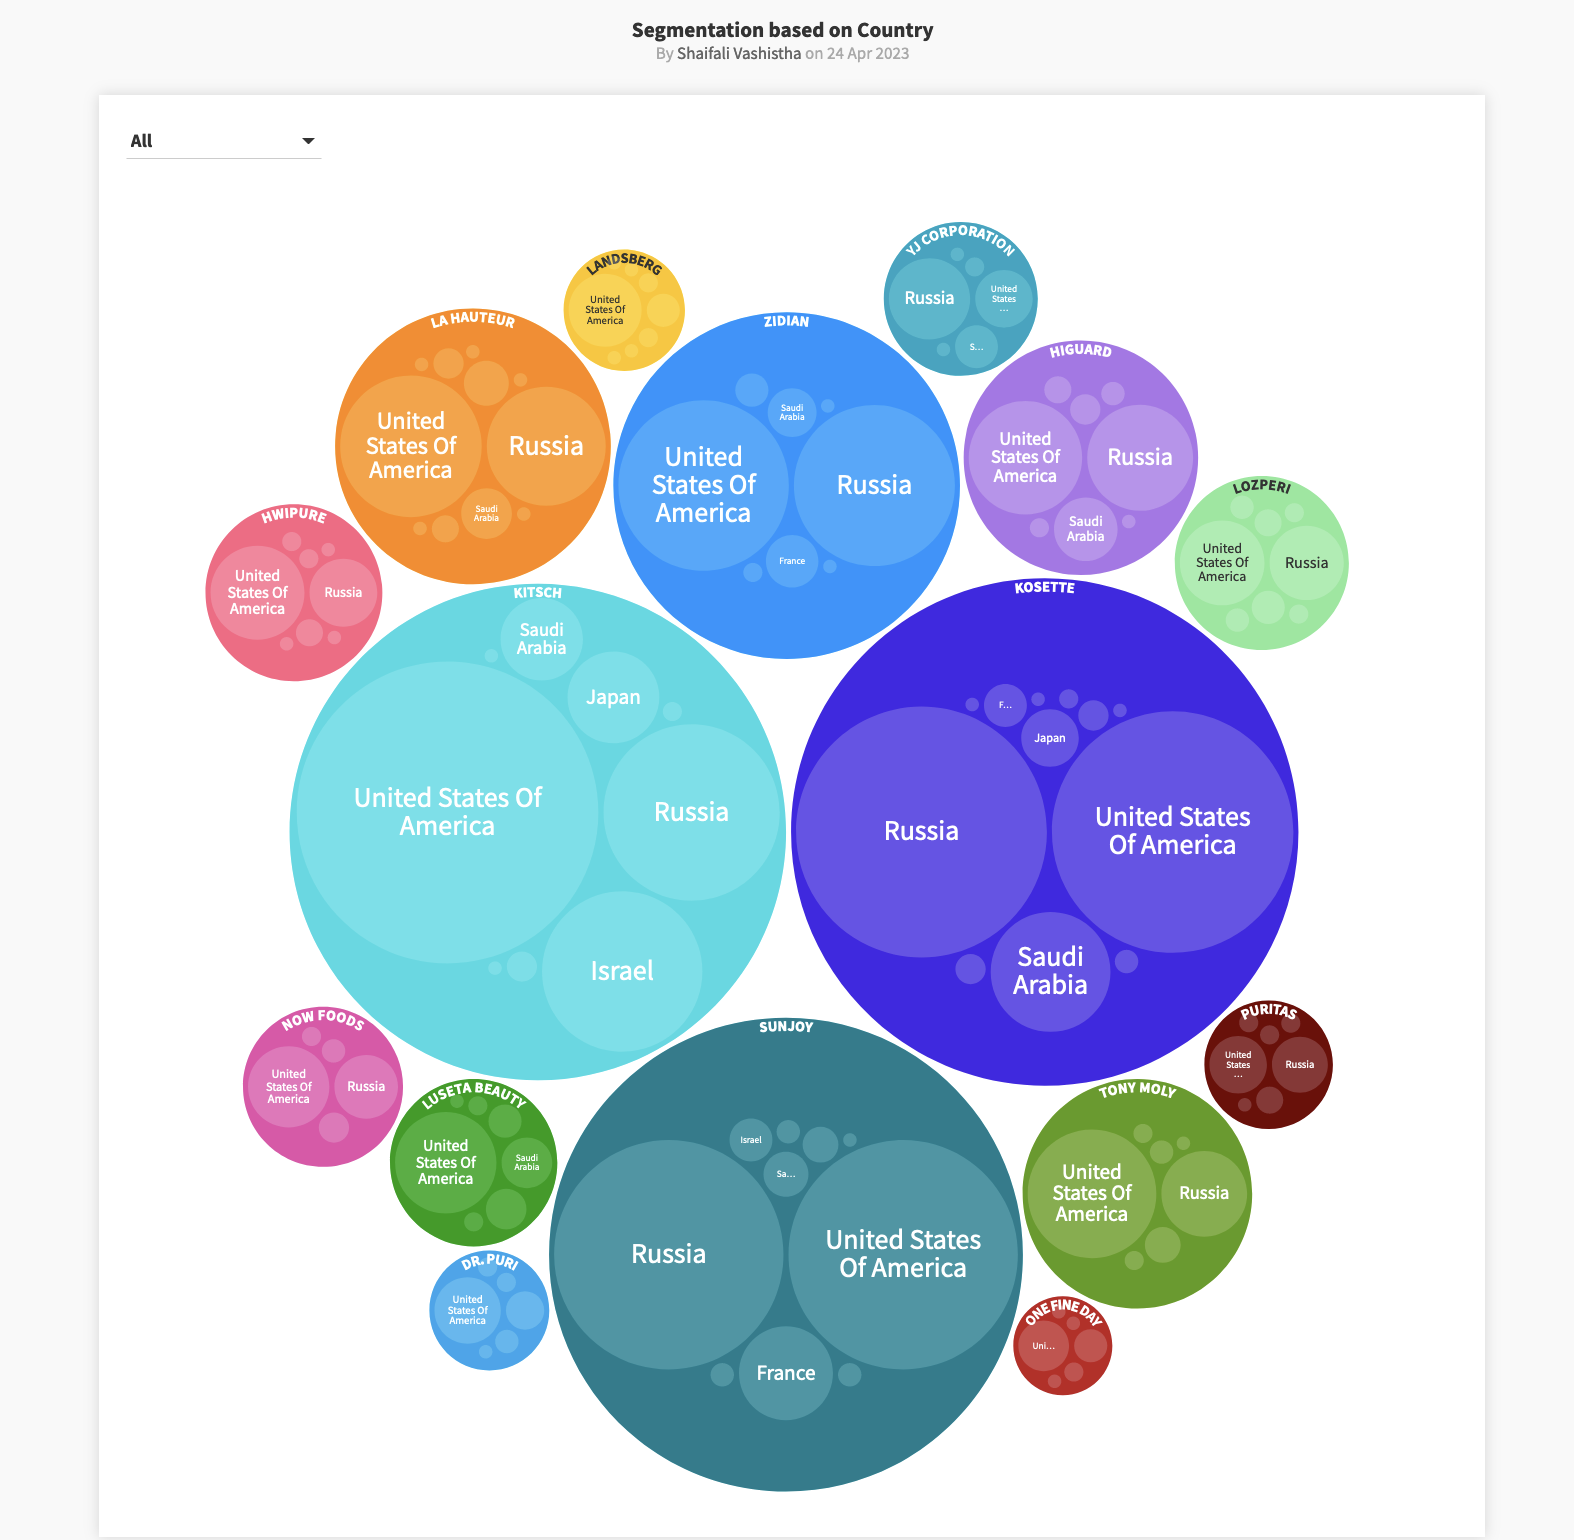 Segmentation based on Country
By Shaifali Vashistha on 24 Apr 2023
All
YJ CORPORATION
Russia
United
States
...
S...
LANDSBERG
United
States Of
America
LA HAUTEUR
United
States Of
America
Russia
Saudi
Arabia
ZIDIAN
Saudi
Arabia
United
States Of
America
Russia
France
HIGUARD
United
States Of
America
Russia
Saudi
Arabia
LOZPERI
United
States Of
America
Russia
HWIPURE
United
States Of
America
Russia
KITSCH
Saudi
Arabia
Japan
United States Of
America
Russia
Israel
KOSETTE
F...
Japan
Russia
United States
Of America
Saudi
Arabia
PURITAS
United
States
...
Russia
NOW FOODS
United
States Of
America
Russia
LUSETA BEAUTY
United
States Of
America
Saudi
Arabia
SUNJOY
Israel
Sa...
Russia
United States
Of America
France
TONY MOLY
United
States Of
America
Russia
DR. PURI
United
States Of
America
ONE FINE DAY
Uni...